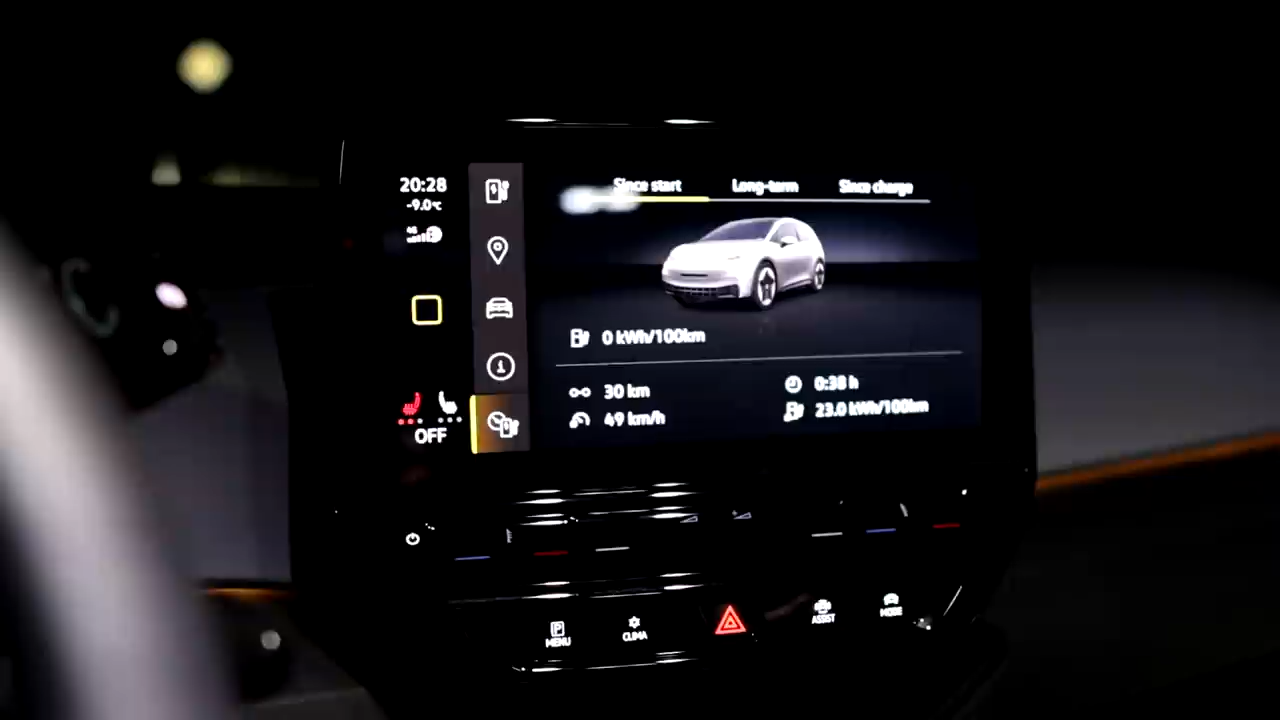 20:28
-9.0°C
4G
OFF
Since start
Long-term
Since charge
0 kWh/100km
30 km
0:38 h
49 km/h
23.0 kWh/100km
P
MENU
CLIMA
ASSIST
MODE